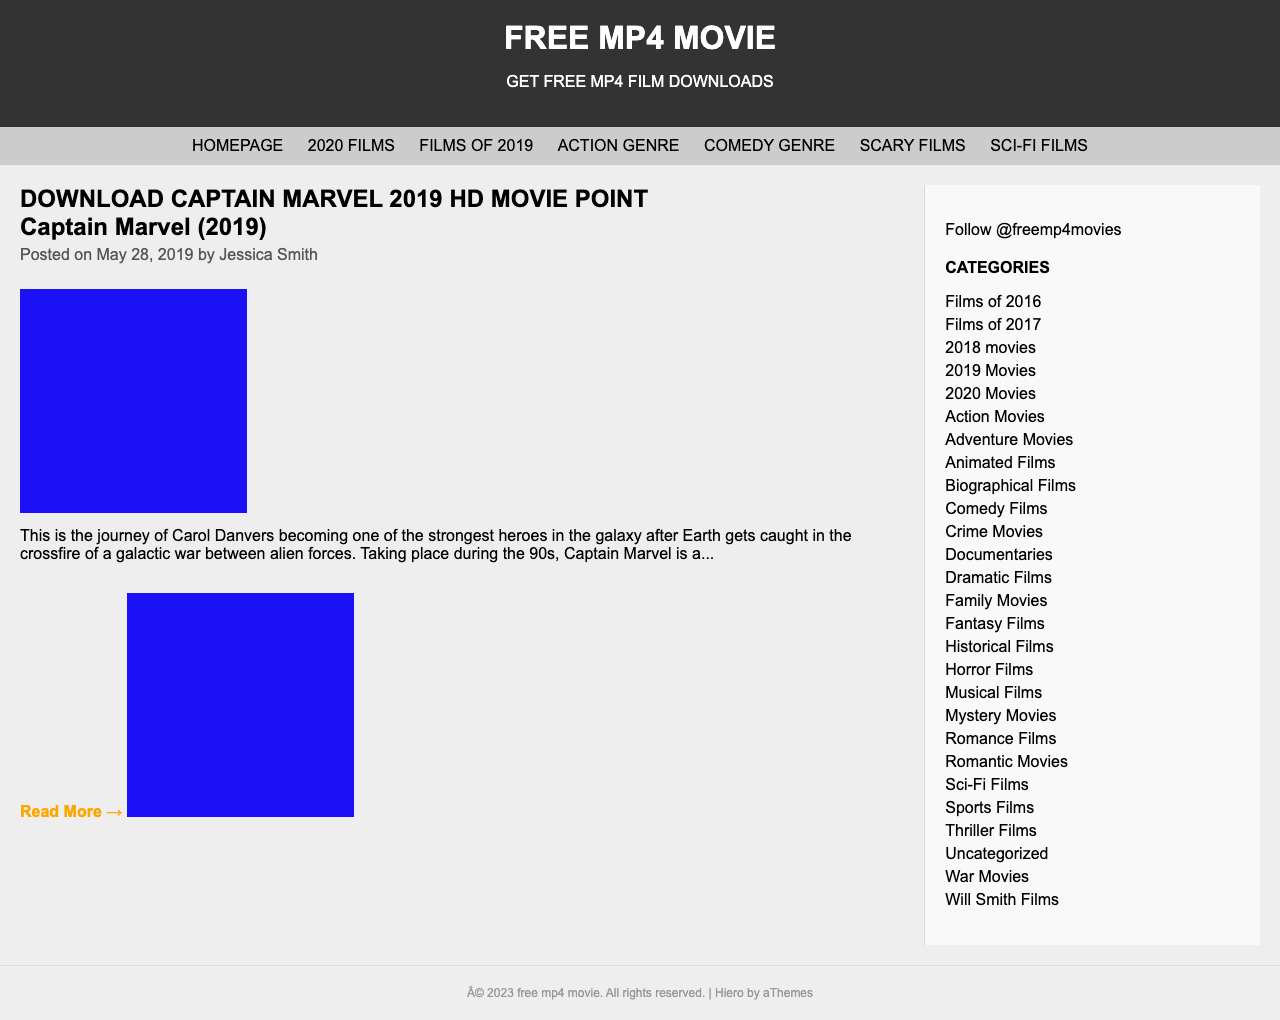 FREE MP4 MOVIE
GET FREE MP4 FILM DOWNLOADS
HOMEPAGE 2020 FILMS FILMS OF 2019 ACTION GENRE COMEDY GENRE SCARY FILMS SCI-FI FILMS
DOWNLOAD CAPTAIN MARVEL 2019 HD MOVIE POINT
Captain Marvel (2019)
Posted on May 28, 2019 by Jessica Smith
This is the journey of Carol Danvers becoming one of the strongest heroes in the galaxy after Earth gets caught in the
crossfire of a galactic war between alien forces. Taking place during the 90s, Captain Marvel is a...
Read More →
Follow @freemp4movies
CATEGORIES
Films of 2016
Films of 2017
2018 movies
2019 Movies
2020 Movies
Action Movies
Adventure Movies
Animated Films
Biographical Films
Comedy Films
Crime Movies
Documentaries
Dramatic Films
Family Movies
Fantasy Films
Historical Films
Horror Films
Musical Films
Mystery Movies
Romance Films
Romantic Movies
Sci-Fi Films
Sports Films
Thriller Films
Uncategorized
War Movies
Will Smith Films
Â© 2023 free mp4 movie. All rights reserved. | Hiero by aThemes